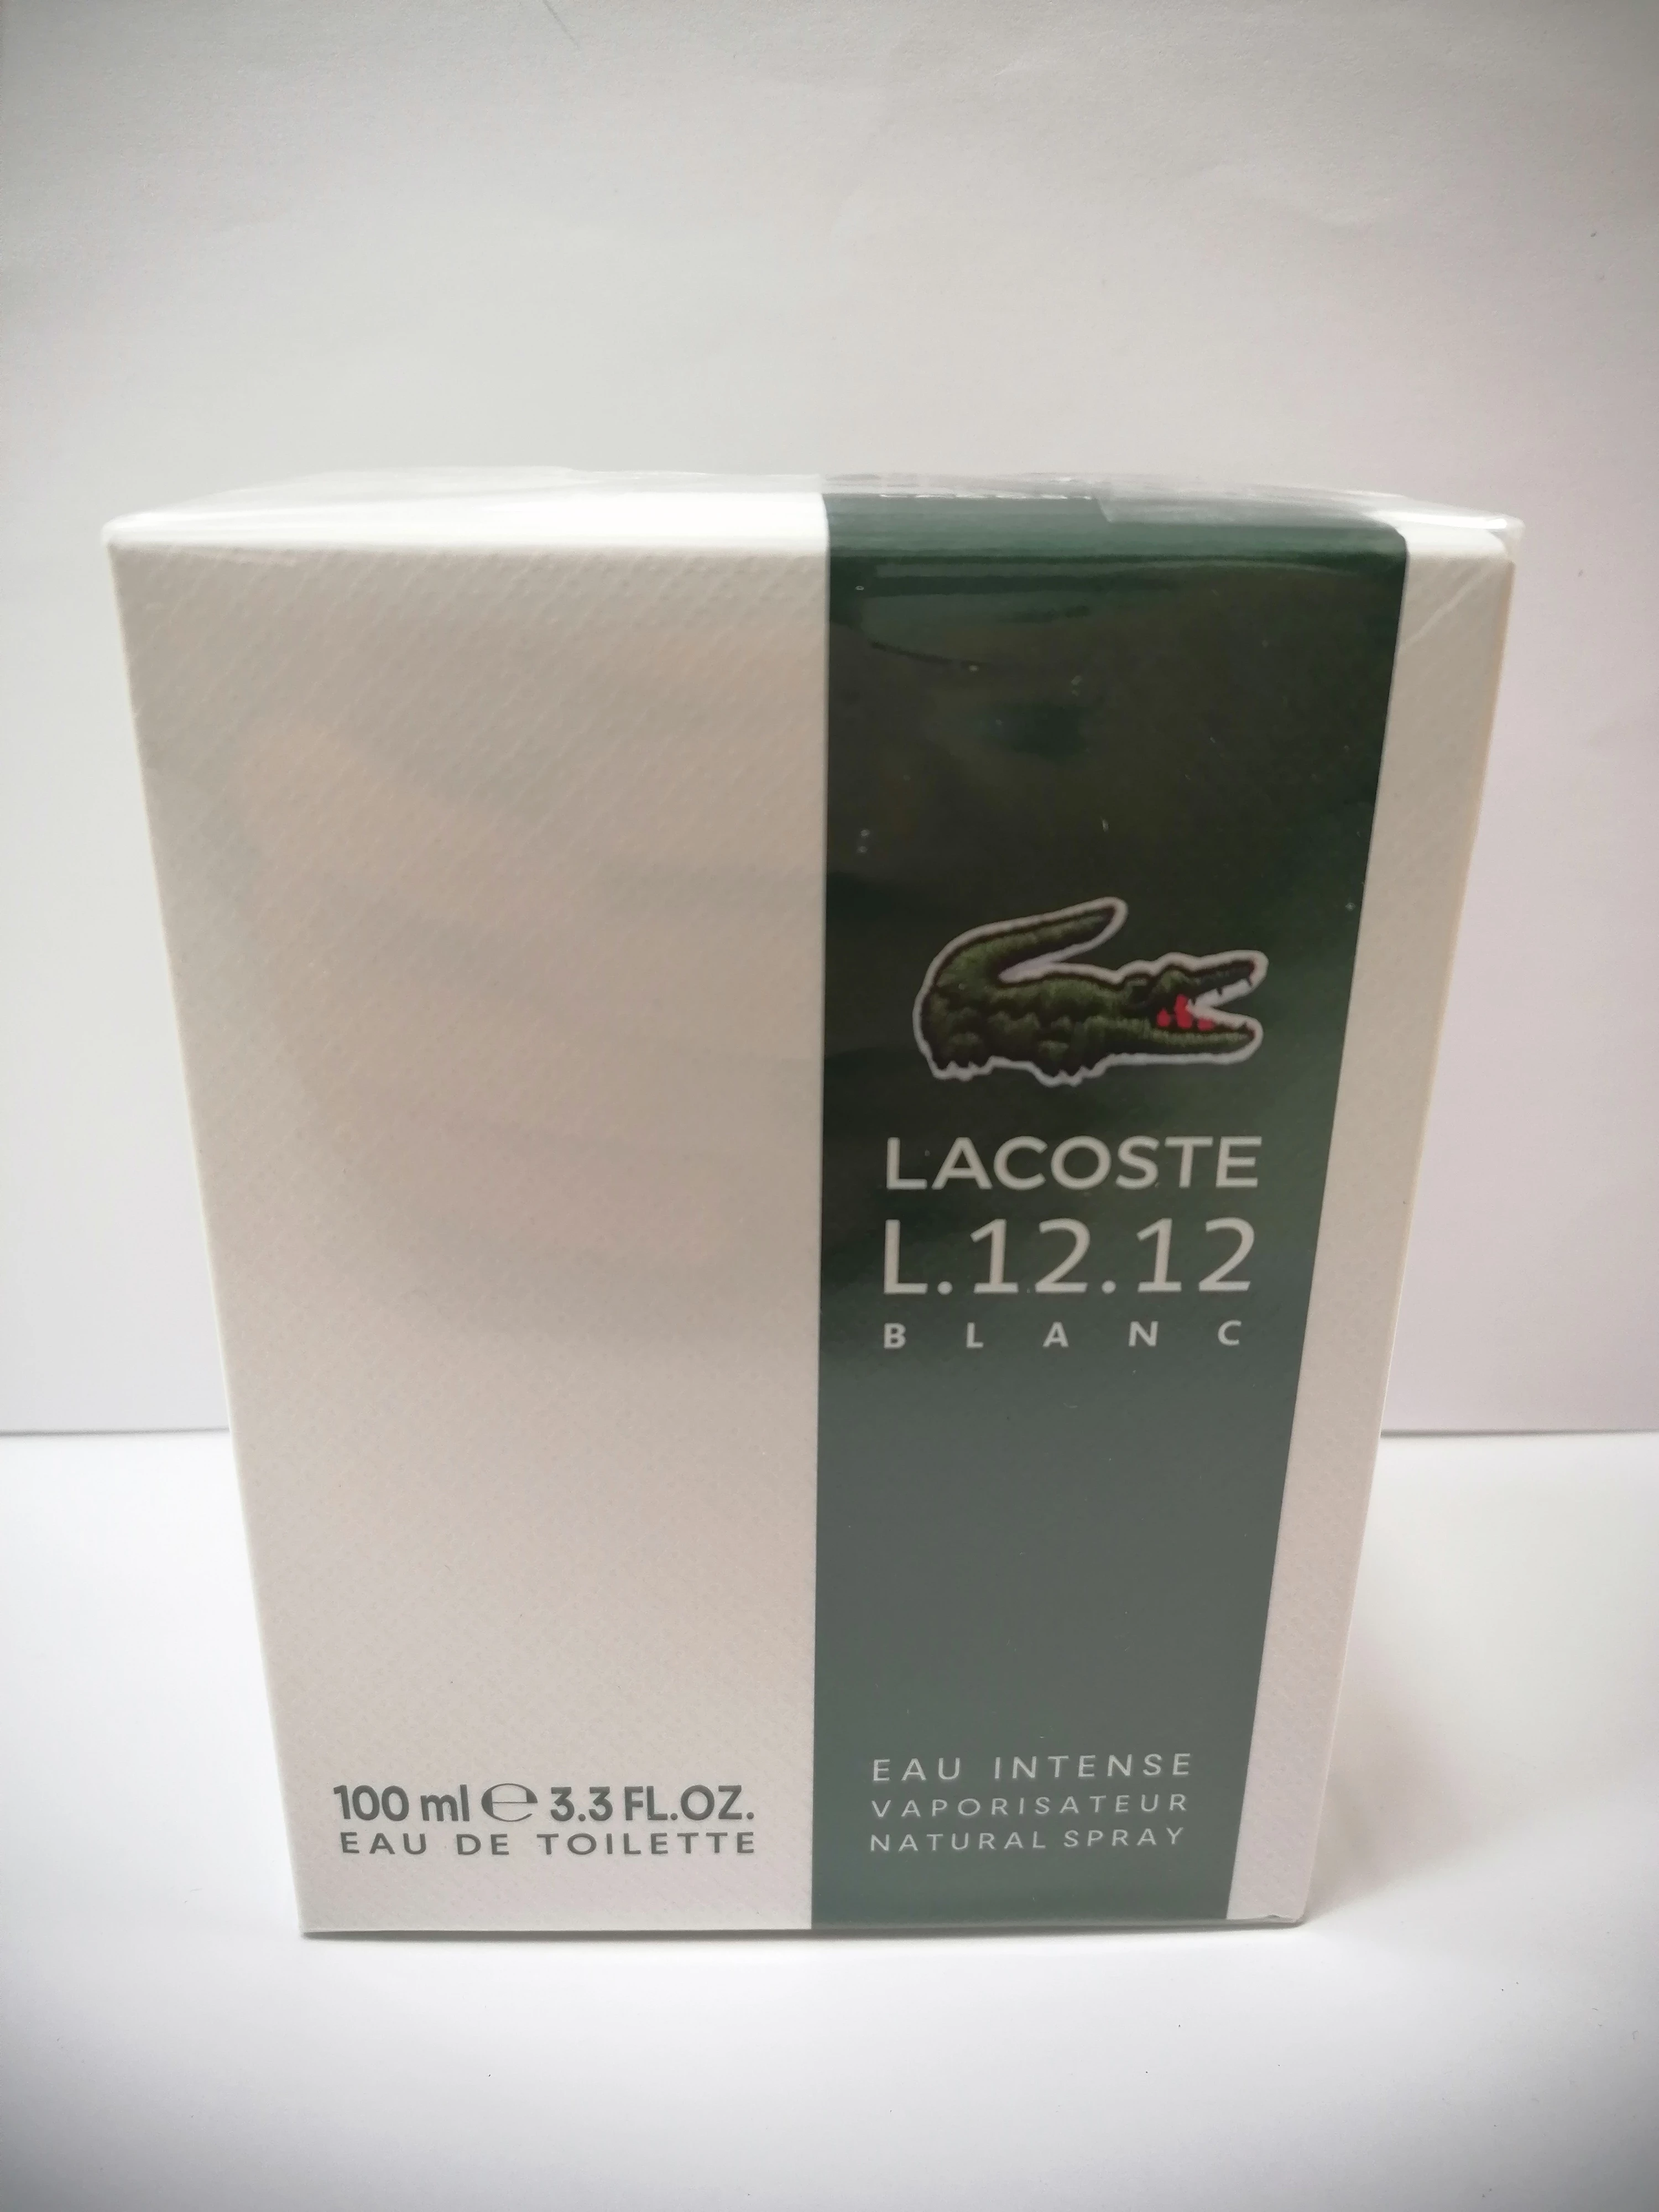 LACOSTE
L.12.12
BLANC
100 ml ℮ 3.3 FL.OZ.
EAU DE TOILETTE
EAU INTENSE
VAPORISATEUR
NATURAL SPRAY